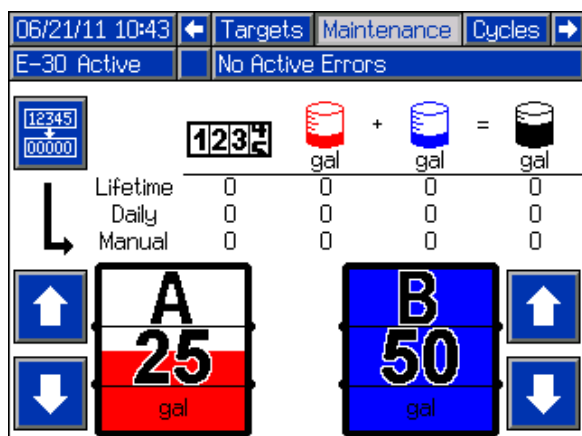 06/21/11 10:43 Targets Maintenance Cycles
E-30 Active No Active Errors
12345
00000
1234 + =
gal gal gal
Lifetime 0 0 0 0
Daily 0 0 0 0
Manual 0 0 0 0
A B
25 50
gal gal